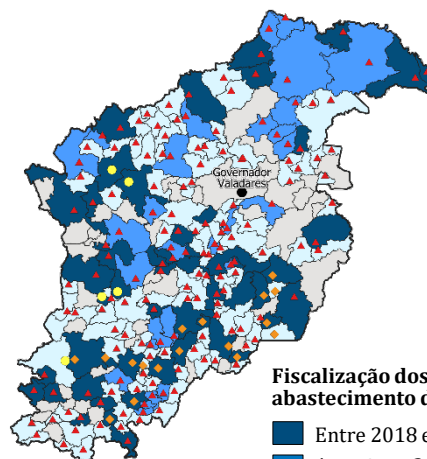 Governador
Valadares
Fiscalização dos
abastecimento d
Entre 2018 e